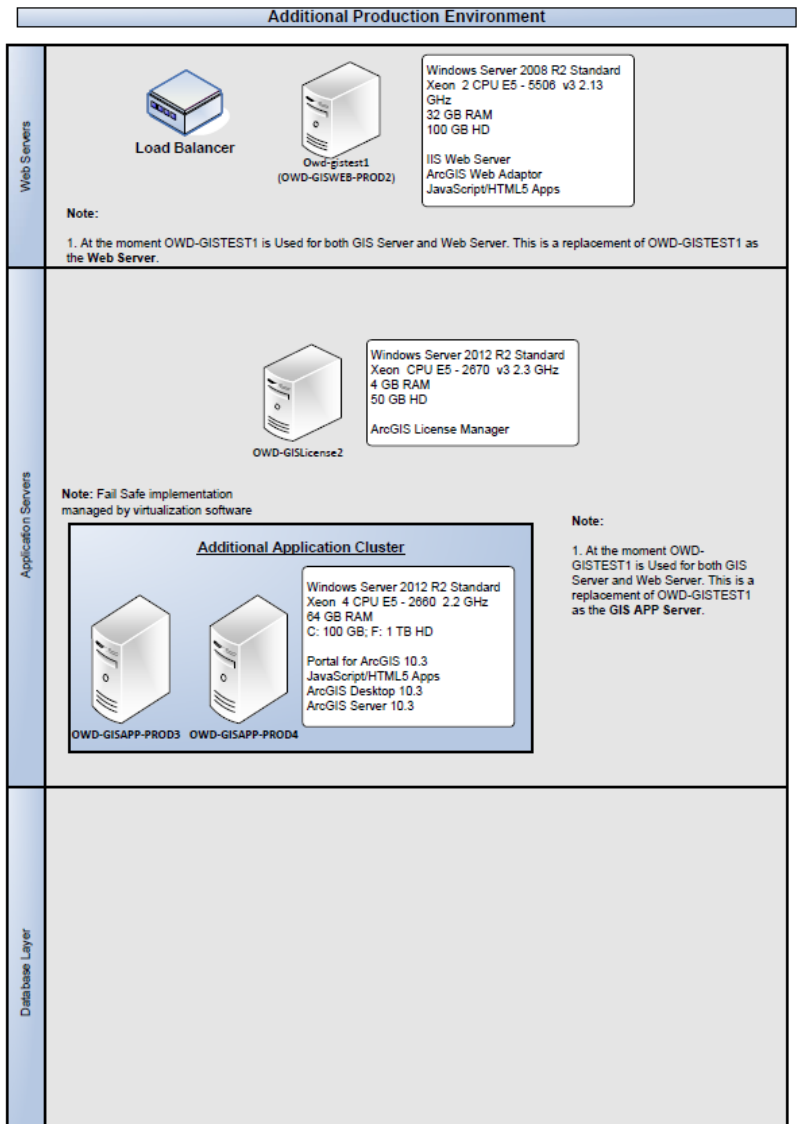 Additional Production Environment
Web Servers
Load Balancer
Owd-gistest1
(OWD-GISWEB-PROD2)
Windows Server 2008 R2 Standard
Xeon 2 CPU E5 - 5506 v3 2.13
GHz
32 GB RAM
100 GB HD
IIS Web Server
ArcGIS Web Adaptor
JavaScript/HTML5 Apps
Note:
1. At the moment OWD-GISTEST1 is Used for both GIS Server and Web Server. This is a replacement of OWD-GISTEST1 as
the Web Server.
Application Servers
OWD-GISLicense2
Windows Server 2012 R2 Standard
Xeon CPU E5 - 2670 v3 2.3 GHz
4 GB RAM
50 GB HD
ArcGIS License Manager
Note: Fail Safe implementation
managed by virtualization software
Additional Application Cluster
OWD-GISAPP-PROD3
OWD-GISAPP-PROD4
Windows Server 2012 R2 Standard
Xeon 4 CPU E5 - 2660 2.2 GHz
64 GB RAM
C: 100 GB; F: 1 TB HD
Portal for ArcGIS 10.3
JavaScript/HTML5 Apps
ArcGIS Desktop 10.3
ArcGIS Server 10.3
Note:
1. At the moment OWD-
GISTEST1 is Used for both GIS
Server and Web Server. This is a
replacement of OWD-GISTEST1
as the GIS APP Server.
Database Layer